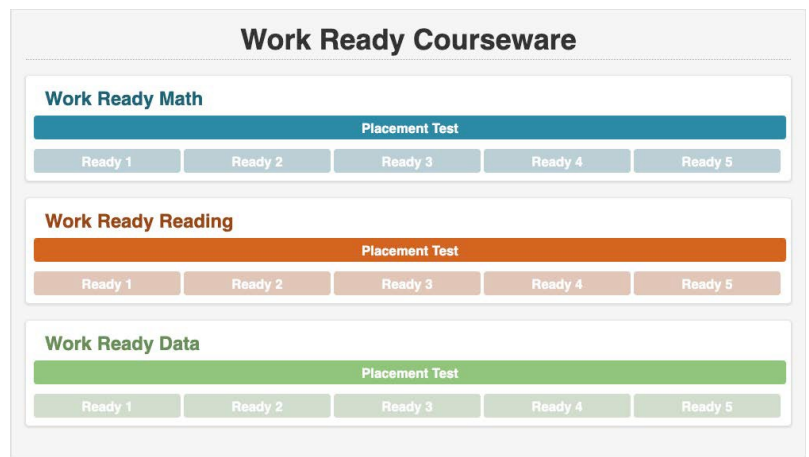 Work Ready Courseware
Work Ready Math
Placement Test
Ready 1 Ready 2 Ready 3 Ready 4 Ready 5
Work Ready Reading
Placement Test
Ready 1 Ready 2 Ready 3 Ready 4 Ready 5
Work Ready Data
Placement Test
Ready 1 Ready 2 Ready 3 Ready 4 Ready 5